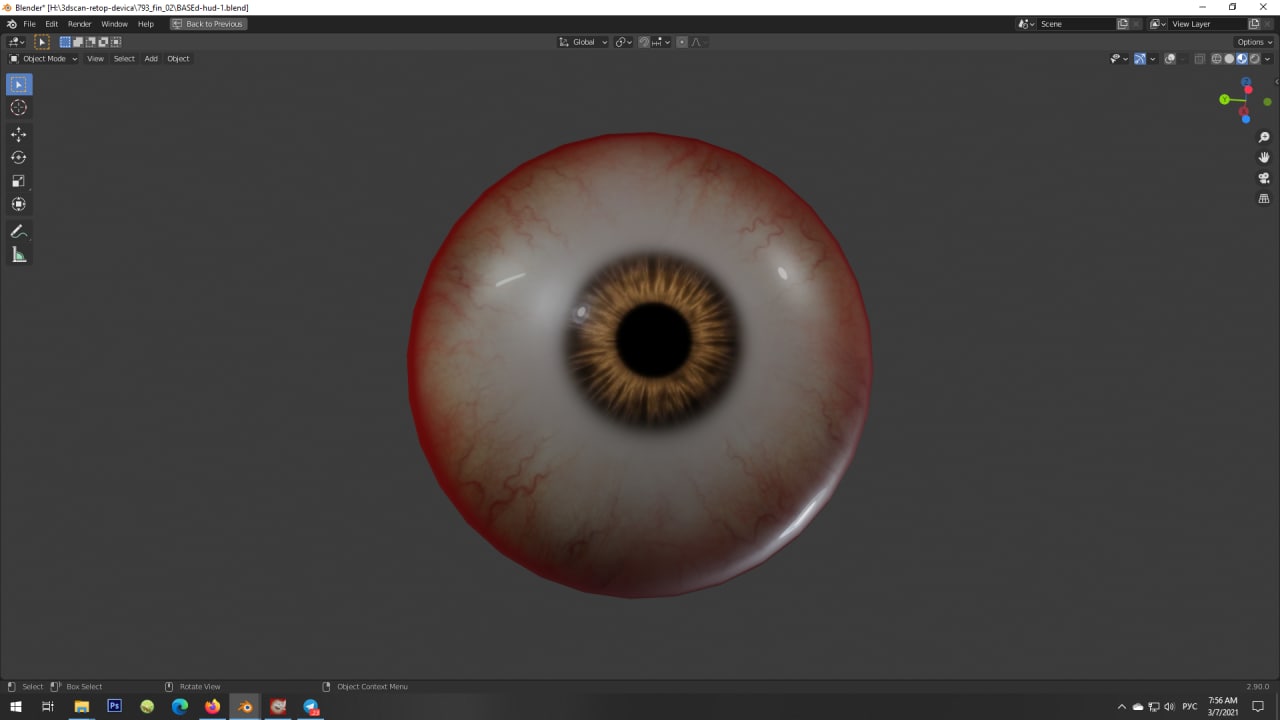 Blender* [H:\3dscan-retop-devica\793_fin_02\BASEd-hud-1.blend]
File Edit Render Window Help Back to Previous Scene View Layer
Global Options
Object Mode View Select Add Object
Z
Y
X
Select Box Select Rotate View Object Context Menu 2.90.0
Ps РУС 7:56 AM
3/7/2021